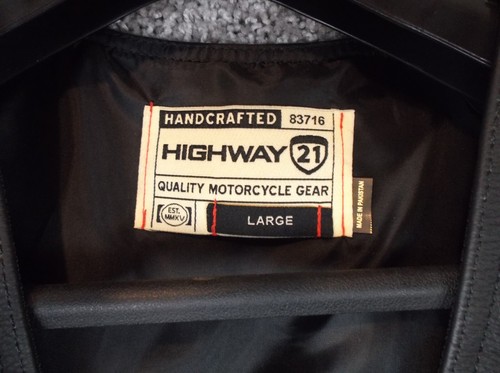 HANDCRAFTED 83716
HIGHWAY 21
QUALITY MOTORCYCLE GEAR
EST.
MMXV
LARGE
MADE IN PAKISTAN